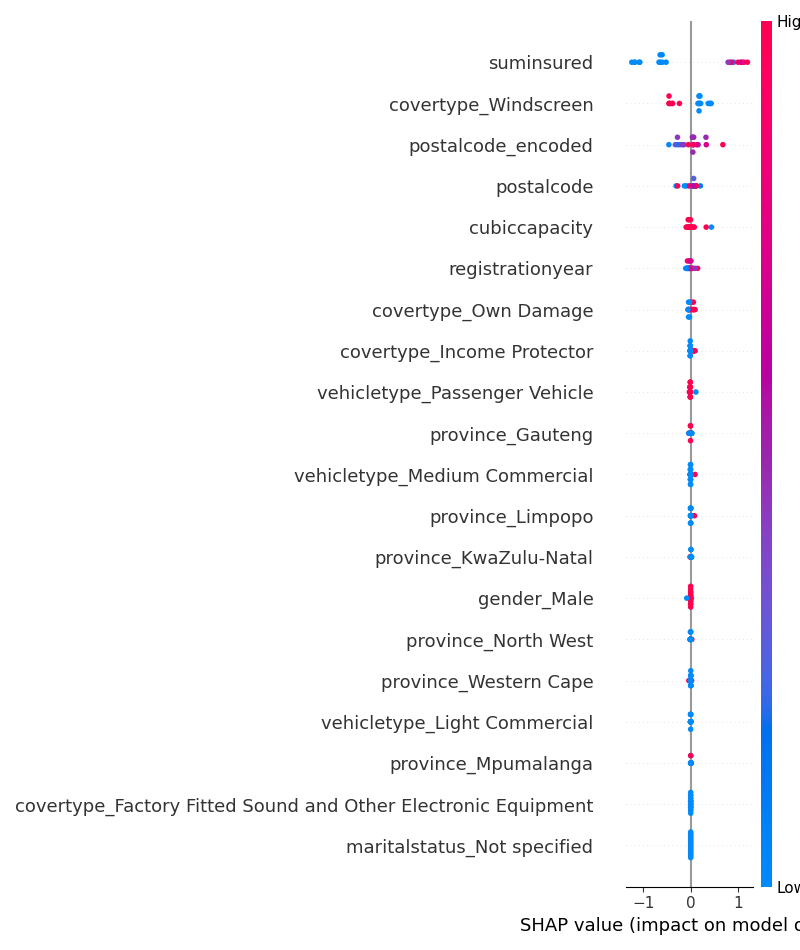 High
suminsured
covertype_Windscreen
postalcode_encoded
postalcode
cubiccapacity
registrationyear
covertype_Own Damage
covertype_Income Protector
vehicletype_Passenger Vehicle
province_Gauteng
vehicletype_Medium Commercial
province_Limpopo
province_KwaZulu-Natal
gender_Male
province_North West
province_Western Cape
vehicletype_Light Commercial
province_Mpumalanga
covertype_Factory Fitted Sound and Other Electronic Equipment
maritalstatus_Not specified
Low
−1 0 1
SHAP value (impact on model